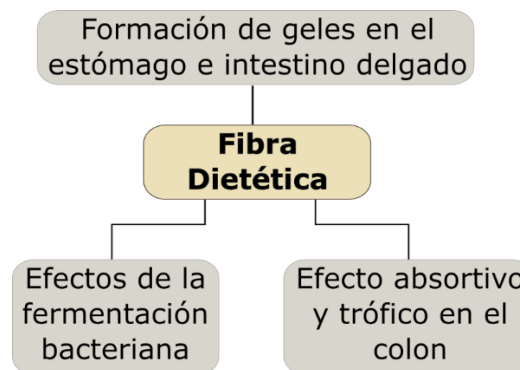 Formación de geles en el
estómago e intestino delgado
Fibra
Dietética
Efectos de la
fermentación
bacteriana
Efecto absortivo
y trófico en el
colon